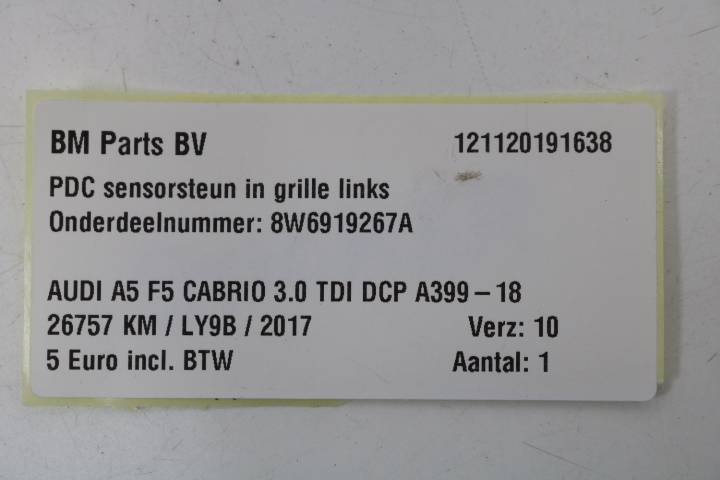 BM Parts BV 121120191638
PDC sensorsteun in grille links
Onderdeelnummer: 8W6919267A
AUDI A5 F5 CABRIO 3.0 TDI DCP A399 – 18
26757 KM / LY9B / 2017 Verz: 10
5 Euro incl. BTW Aantal: 1